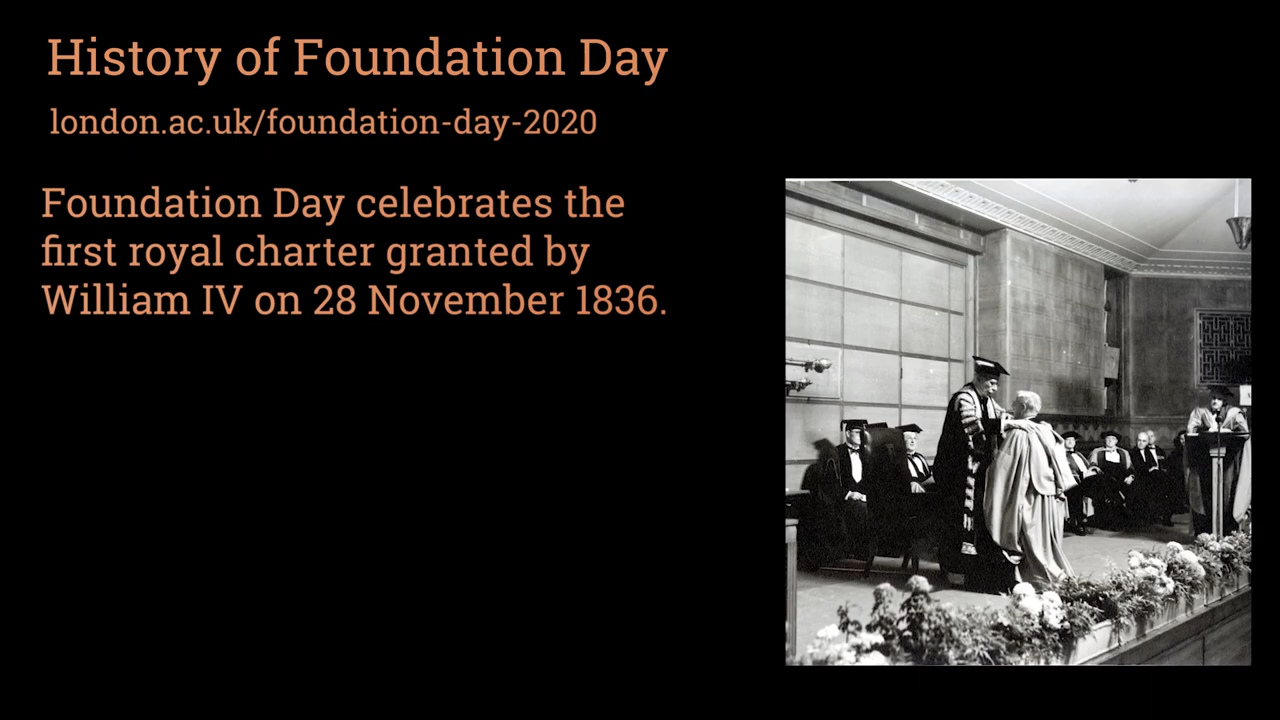 History of Foundation Day
london.ac.uk/foundation-day-2020
Foundation Day celebrates the
first royal charter granted by
William IV on 28 November 1836.